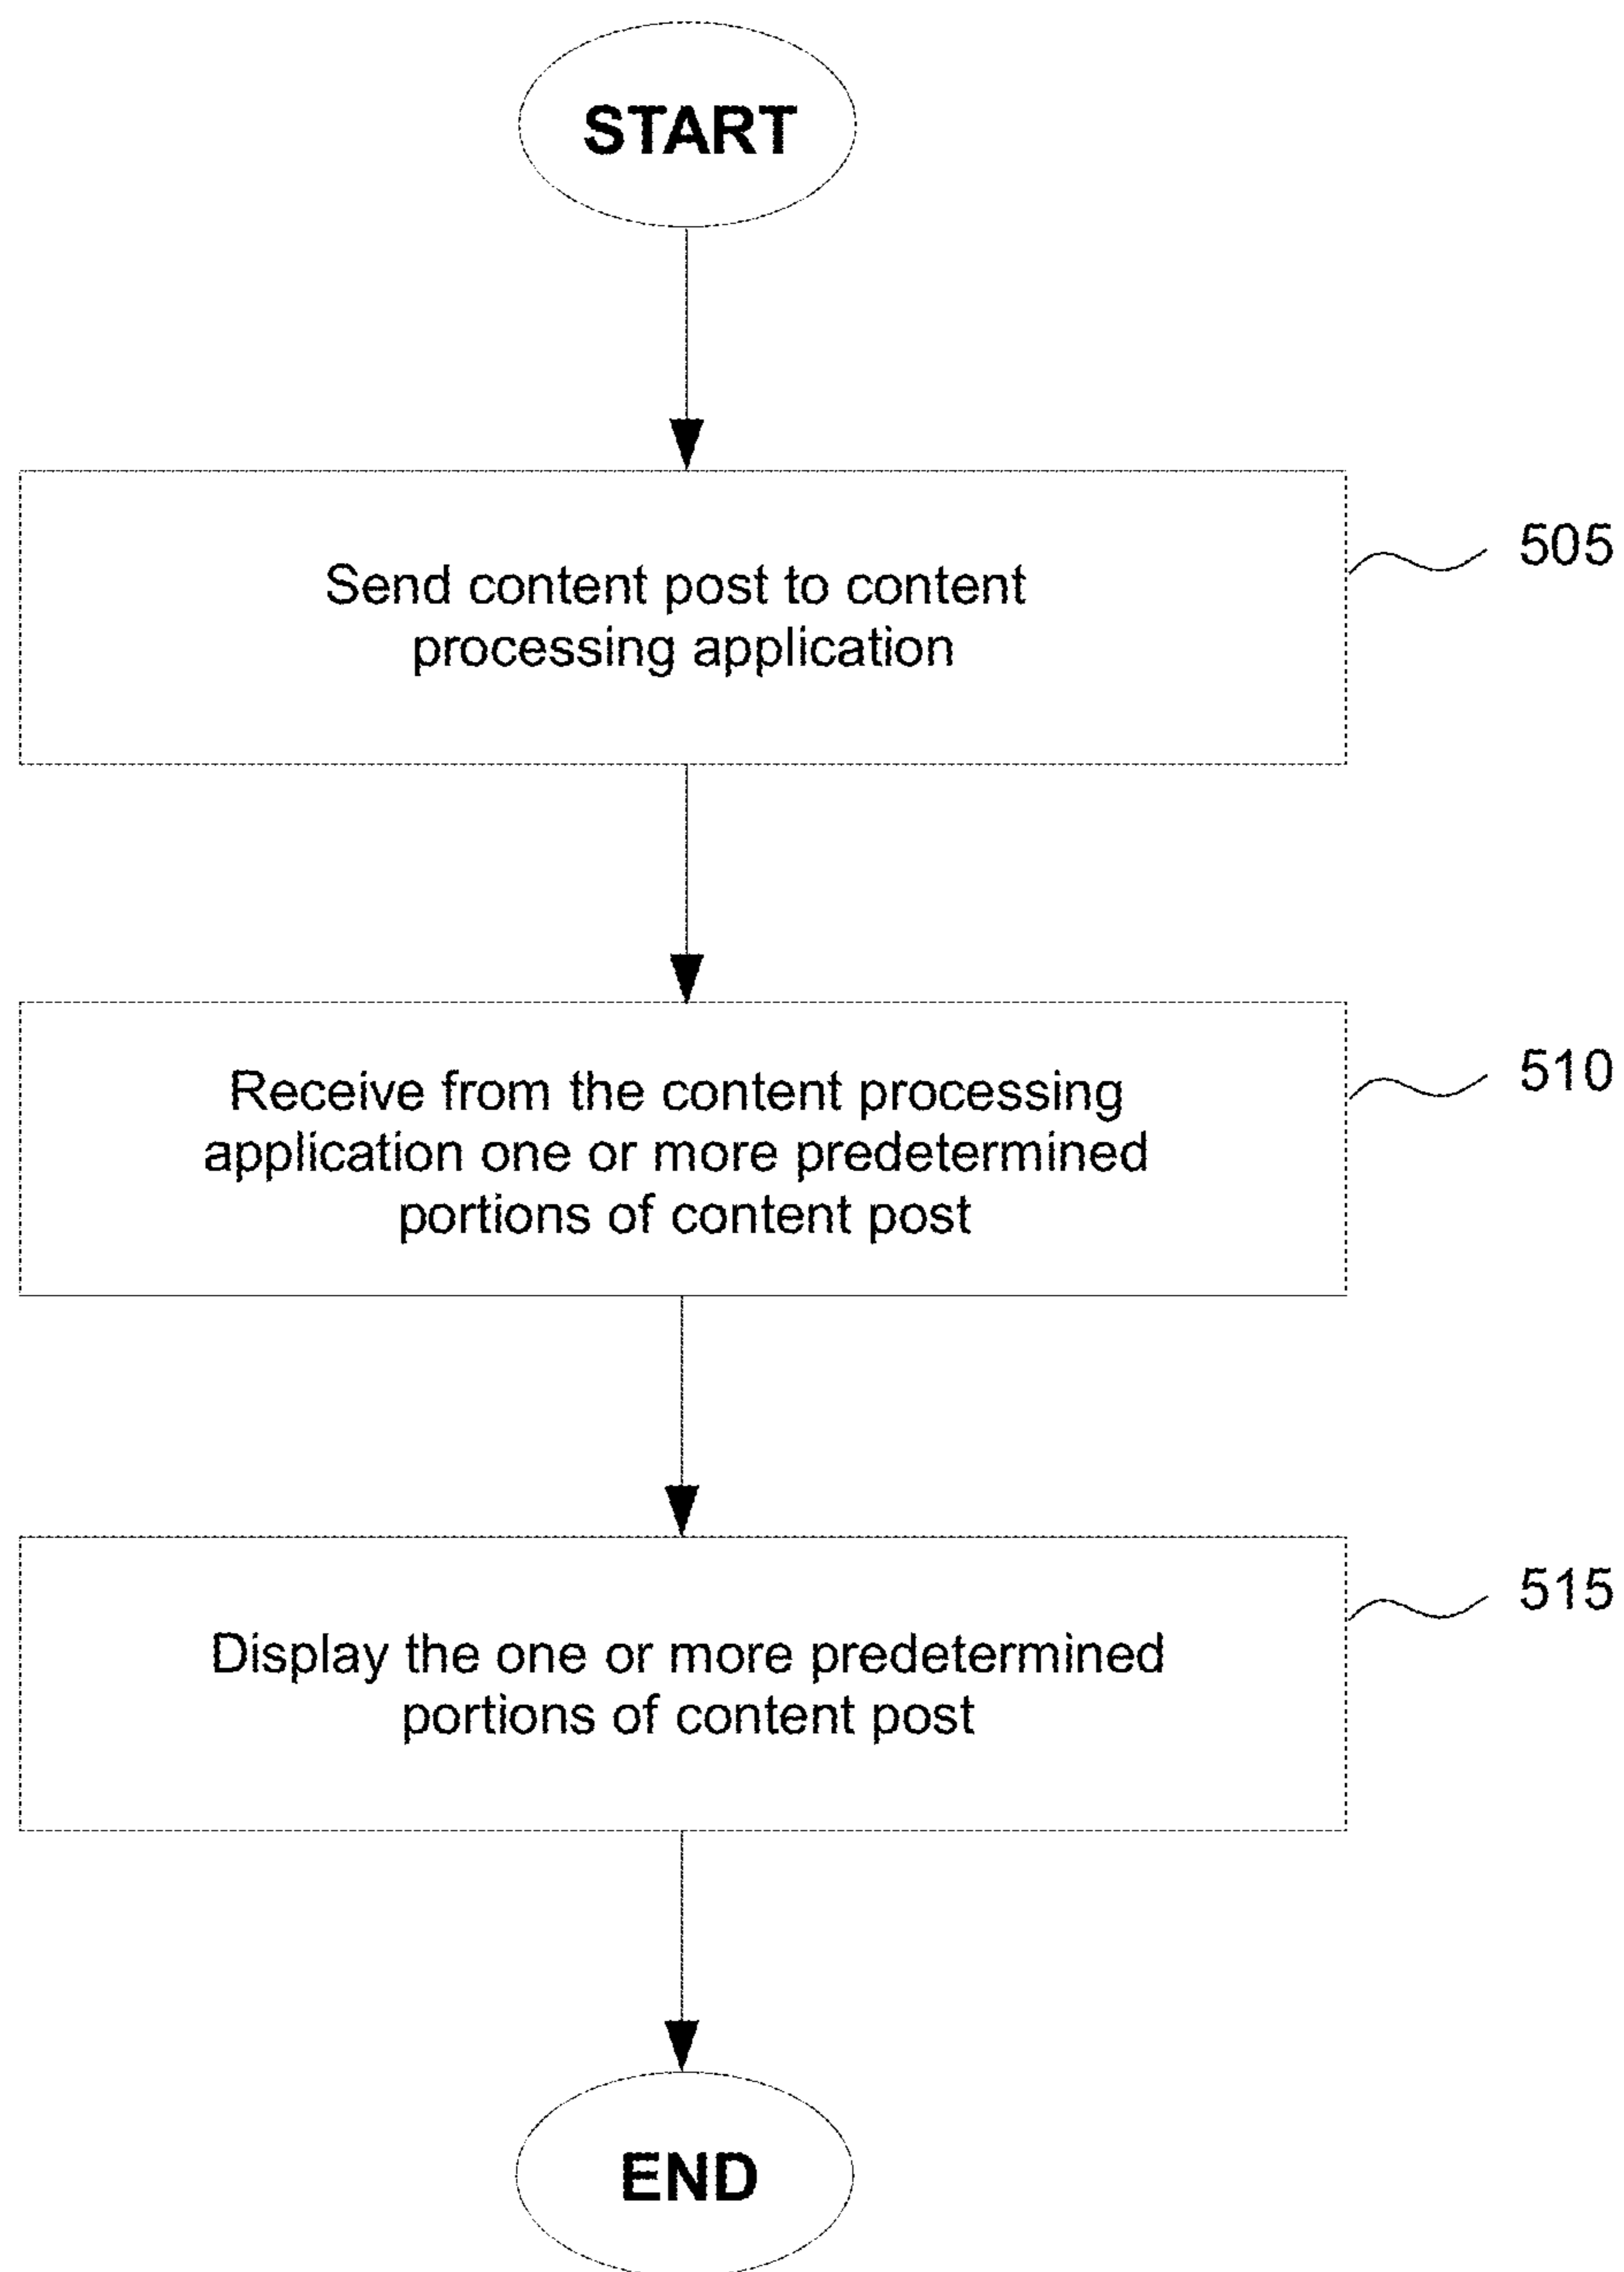 START
Send content post to content
processing application
505
Receive from the content processing
application one or more predetermined
portions of content post
510
Display the one or more predetermined
portions of content post
515
END